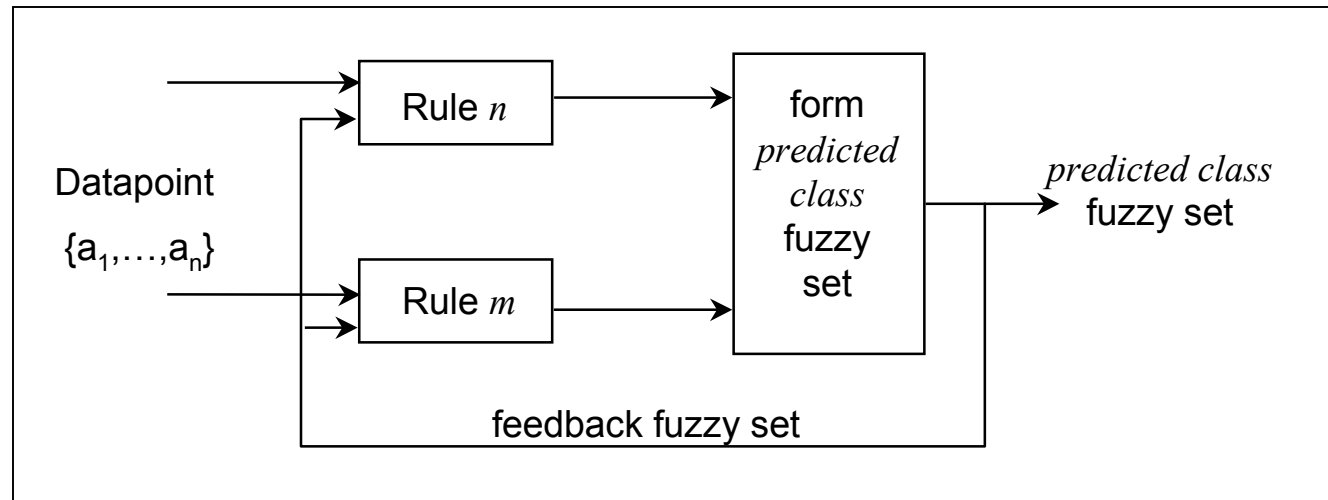 Datapoint
{a₁,…,aₙ}
Rule n
Rule m
form
predicted
class
fuzzy
set
predicted class
fuzzy set
feedback fuzzy set